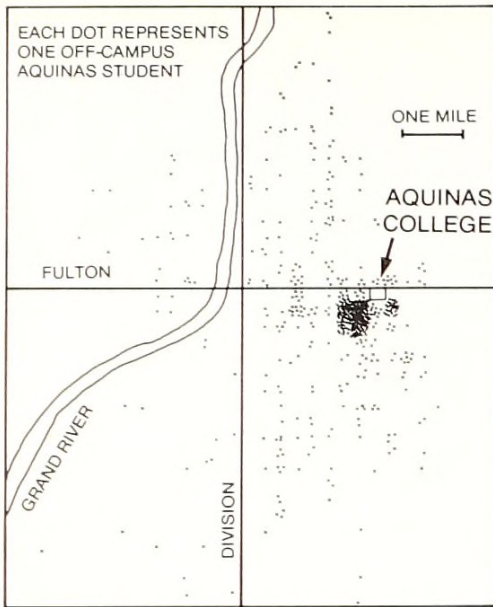 EACH DOT REPRESENTS
ONE OFF-CAMPUS
AQUINAS STUDENT
ONE MILE
AQUINAS
COLLEGE
FULTON
GRAND RIVER
DIVISION